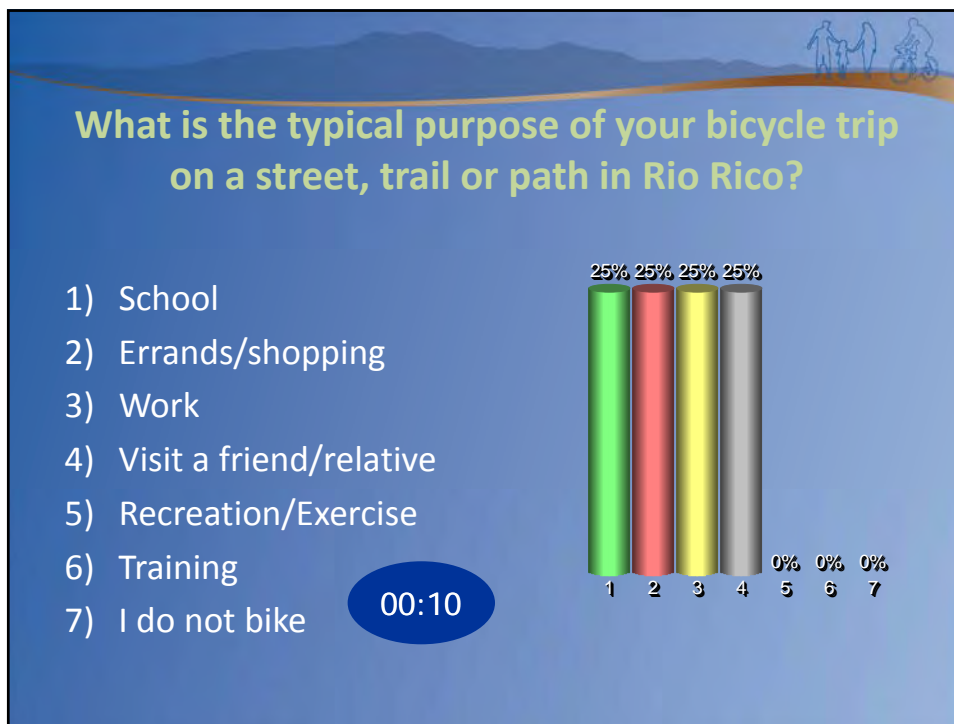 What is the typical purpose of your bicycle trip
on a street, trail or path in Rio Rico?
1) School
2) Errands/shopping
3) Work
4) Visit a friend/relative
5) Recreation/Exercise
6) Training
7) I do not bike
00:10
25% 25% 25% 25%
0% 0% 0%
1 2 3 4 5 6 7